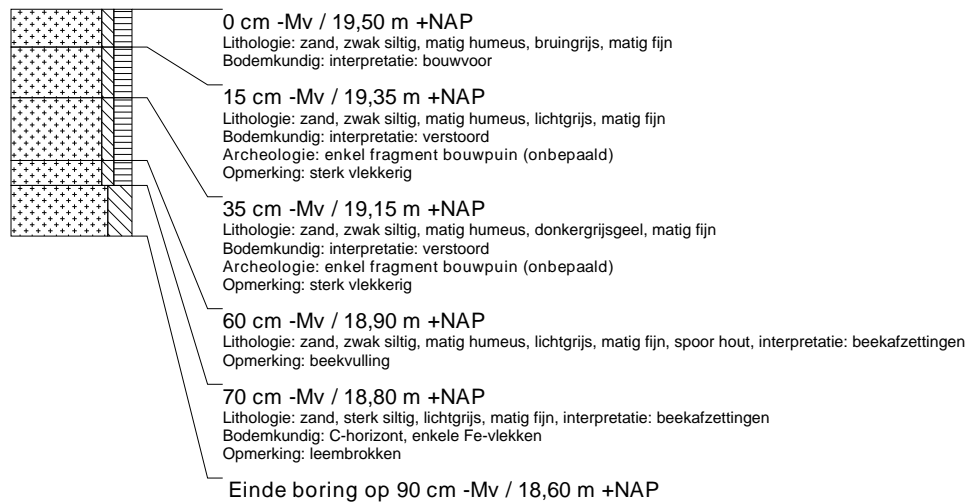 0 cm -Mv / 19,50 m +NAP
Lithologie: zand, zwak siltig, matig humeus, bruingrijs, matig fijn
Bodemkundig: interpretatie: bouwvoor
15 cm -Mv / 19,35 m +NAP
Lithologie: zand, zwak siltig, matig humeus, lichtgrijs, matig fijn
Bodemkundig: interpretatie: verstoord
Archeologie: enkel fragment bouwpuin (onbepaald)
Opmerking: sterk vlekkerig
35 cm -Mv / 19,15 m +NAP
Lithologie: zand, zwak siltig, matig humeus, donkergrijsgeel, matig fijn
Bodemkundig: interpretatie: verstoord
Archeologie: enkel fragment bouwpuin (onbepaald)
Opmerking: sterk vlekkerig
60 cm -Mv / 18,90 m +NAP
Lithologie: zand, zwak siltig, matig humeus, lichtgrijs, matig fijn, spoor hout, interpretatie: beekafzettingen
Opmerking: beekvulling
70 cm -Mv / 18,80 m +NAP
Lithologie: zand, sterk siltig, lichtgrijs, matig fijn, interpretatie: beekafzettingen
Bodemkundig: C-horizont, enkele Fe-vlekken
Opmerking: leembrokken
Einde boring op 90 cm -Mv / 18,60 m +NAP